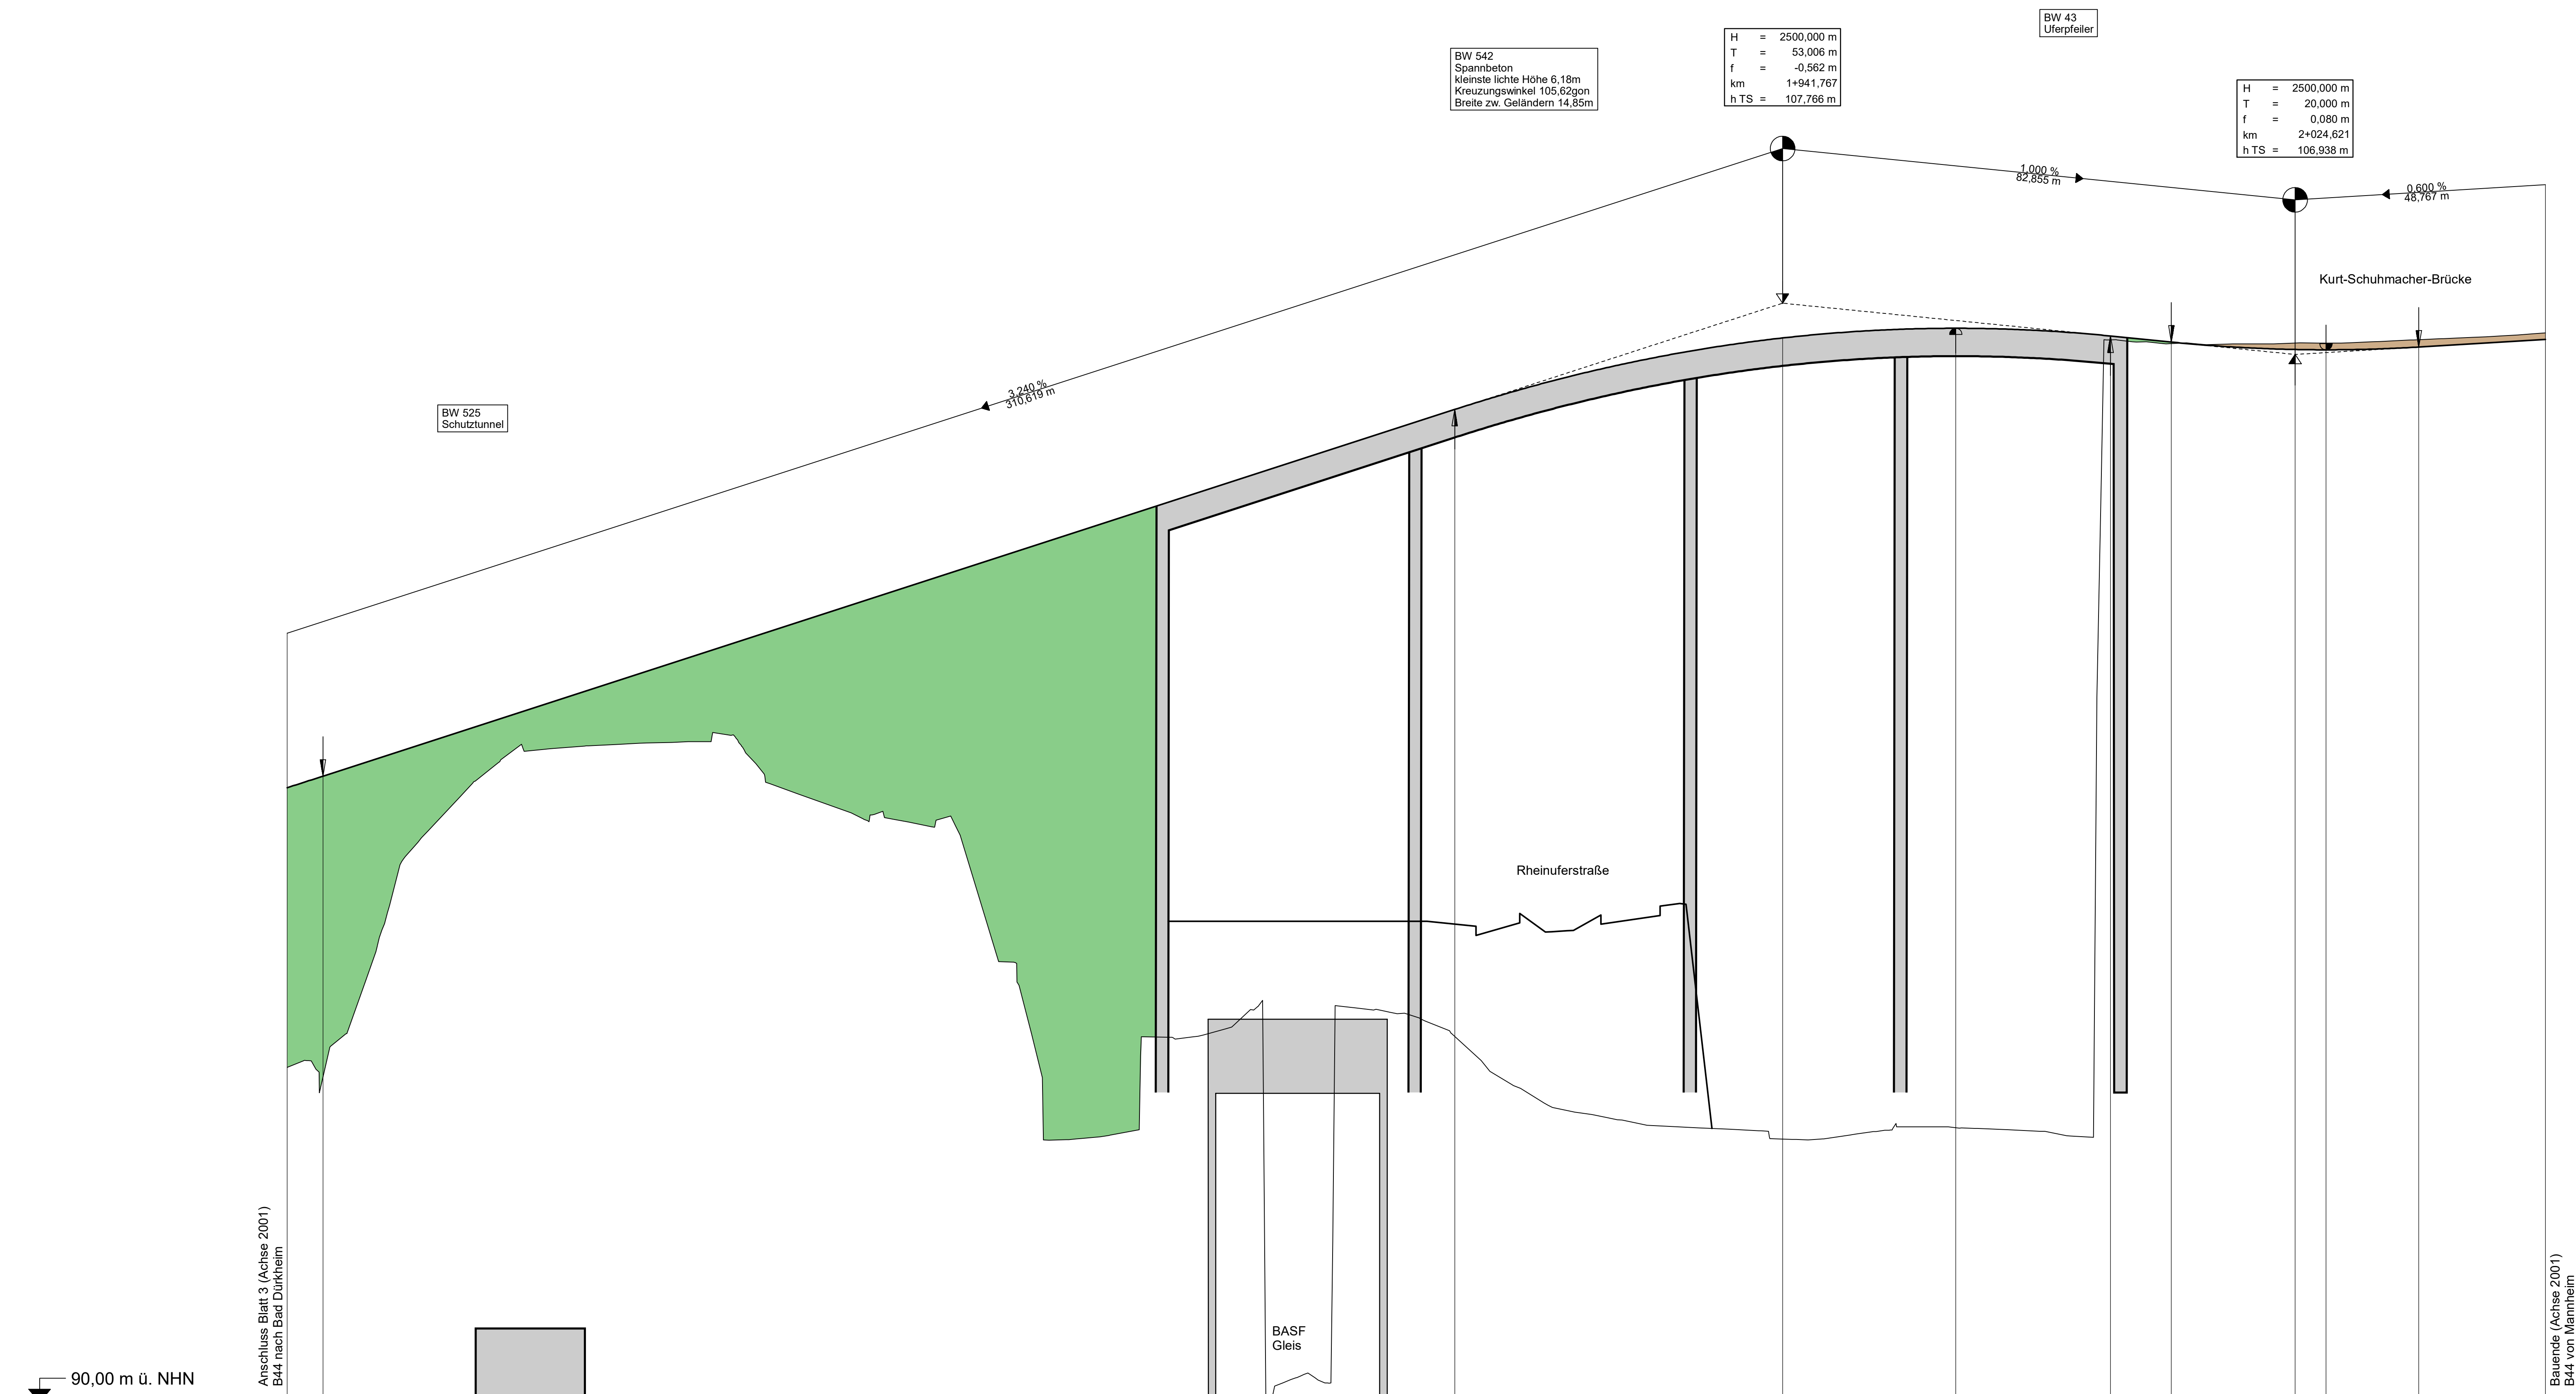 BW 43
Uferpfeiler
H = 2500,000 m
T = 53,006 m
f = -0,562 m
km 1+941,767
h TS = 107,766 m
BW 542
Spannbeton
kleinste lichte Höhe 6,18m
Kreuzungswinkel 105,62gon
Breite zw. Geländern 14,85m
H = 2500,000 m
T = 20,000 m
f = 0,080 m
km 2+024,621
h TS = 106,938 m
1,000 %
82,855 m
0,600 %
48,767 m
Kurt-Schuhmacher-Brücke
3,240 %
310,619 m
BW 525
Schutztunnel
Rheinuferstraße
Anschluss Blatt 3 (Achse 2001)
B44 nach Bad Dürkheim
BASF
Gleis
Bauende (Achse 2001)
B44 von Mannheim
90,00 m ü. NHN